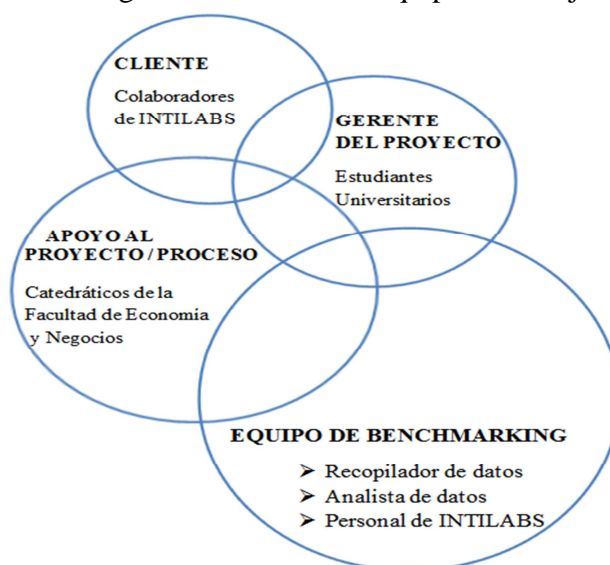 CLIENTE
Colaboradores
de INTILABS
GERENTE
DEL PROYECTO
Estudiantes
Universitarios
APOYO AL
PROYECTO / PROCESO
Catedráticos de la
Facultad de Economia
y Negocios
EQUIPO DE BENCHMARKING
➢ Recopilador de datos
➢ Analista de datos
➢ Personal de INTILABS